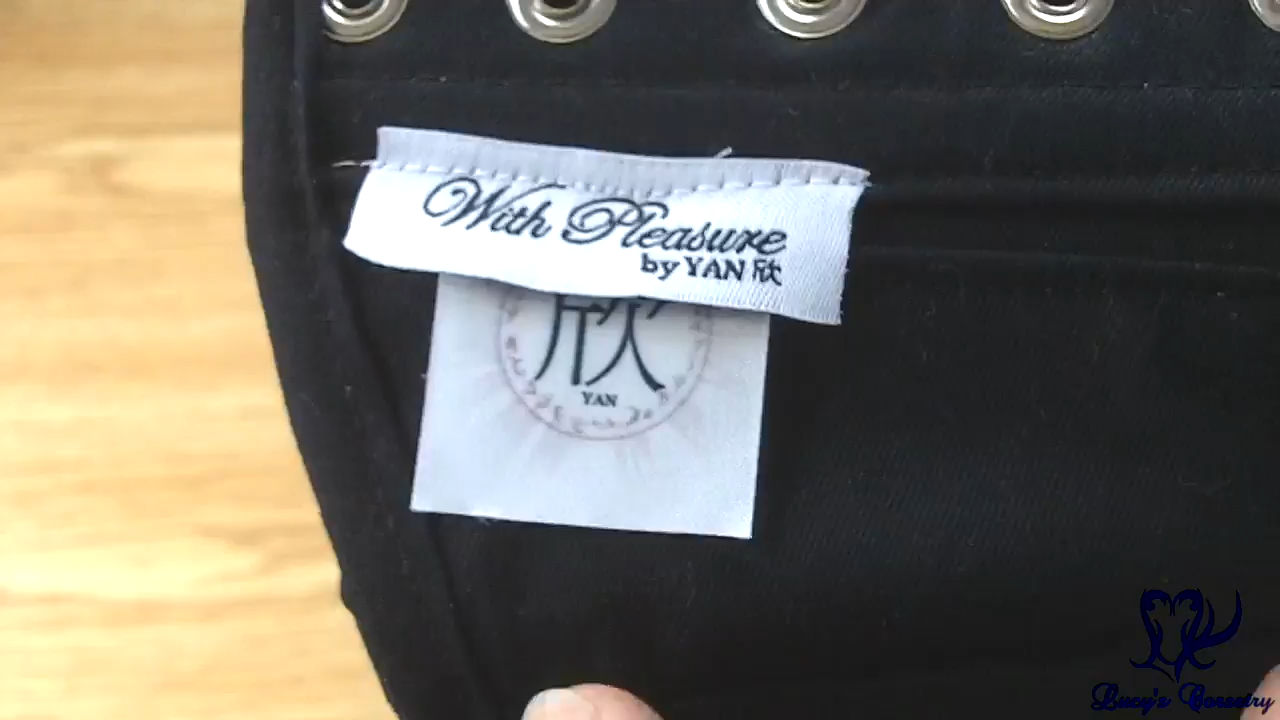 With Pleasure
by YAN 欣
欣
YAN
Lucy's Corsetry